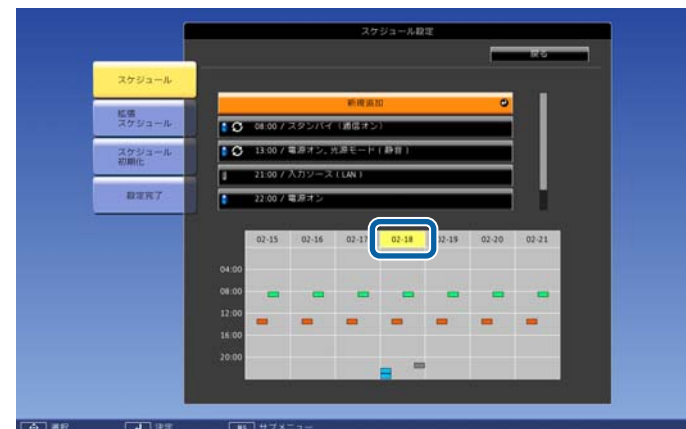 スケジュール設定
戻る
スケジュール
拡張
スケジュール
スケジュール
初期化
設定完了
新規追加
08:00 / スタンバイ（通信オン）
13:00 / 電源オン, 光源モード ( 静音 )
21:00 / 入力ソース ( LAN )
22:00 / 電源オン
02-15 02-16 02-17 02-18 02-19 02-20 02-21
04:00
08:00
12:00
16:00
20:00
選択 決定 サブメニュー